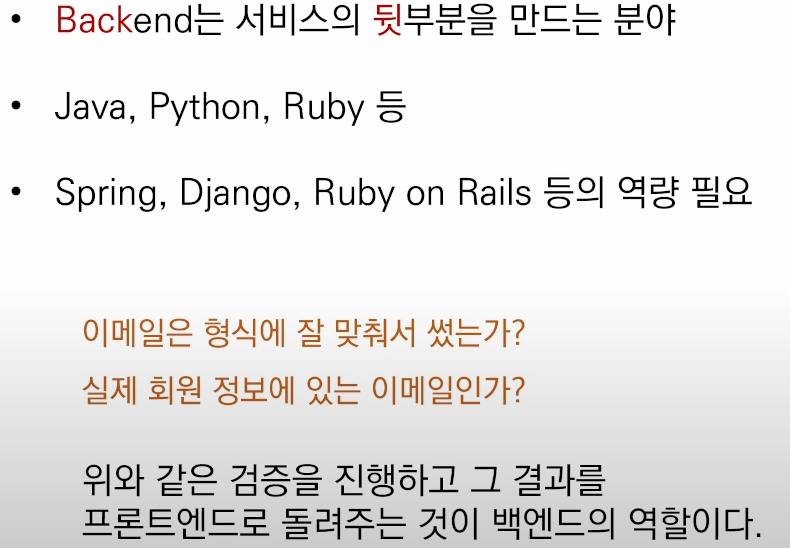 • Backend는 서비스의 뒷부분을 만드는 분야
• Java, Python, Ruby 등
• Spring, Django, Ruby on Rails 등의 역량 필요
이메일은 형식에 잘 맞춰서 썼는가?
실제 회원 정보에 있는 이메일인가?
위와 같은 검증을 진행하고 그 결과를
프론트엔드로 돌려주는 것이 백엔드의 역할이다.